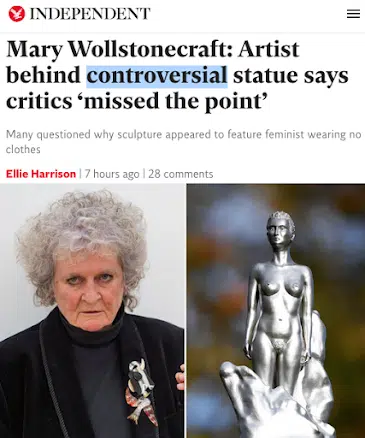 INDEPENDENT
Mary Wollstonecraft: Artist
behind controversial statue says
critics ‘missed the point’
Many questioned why sculpture appeared to feature feminist wearing no
clothes
Ellie Harrison | 7 hours ago | 28 comments